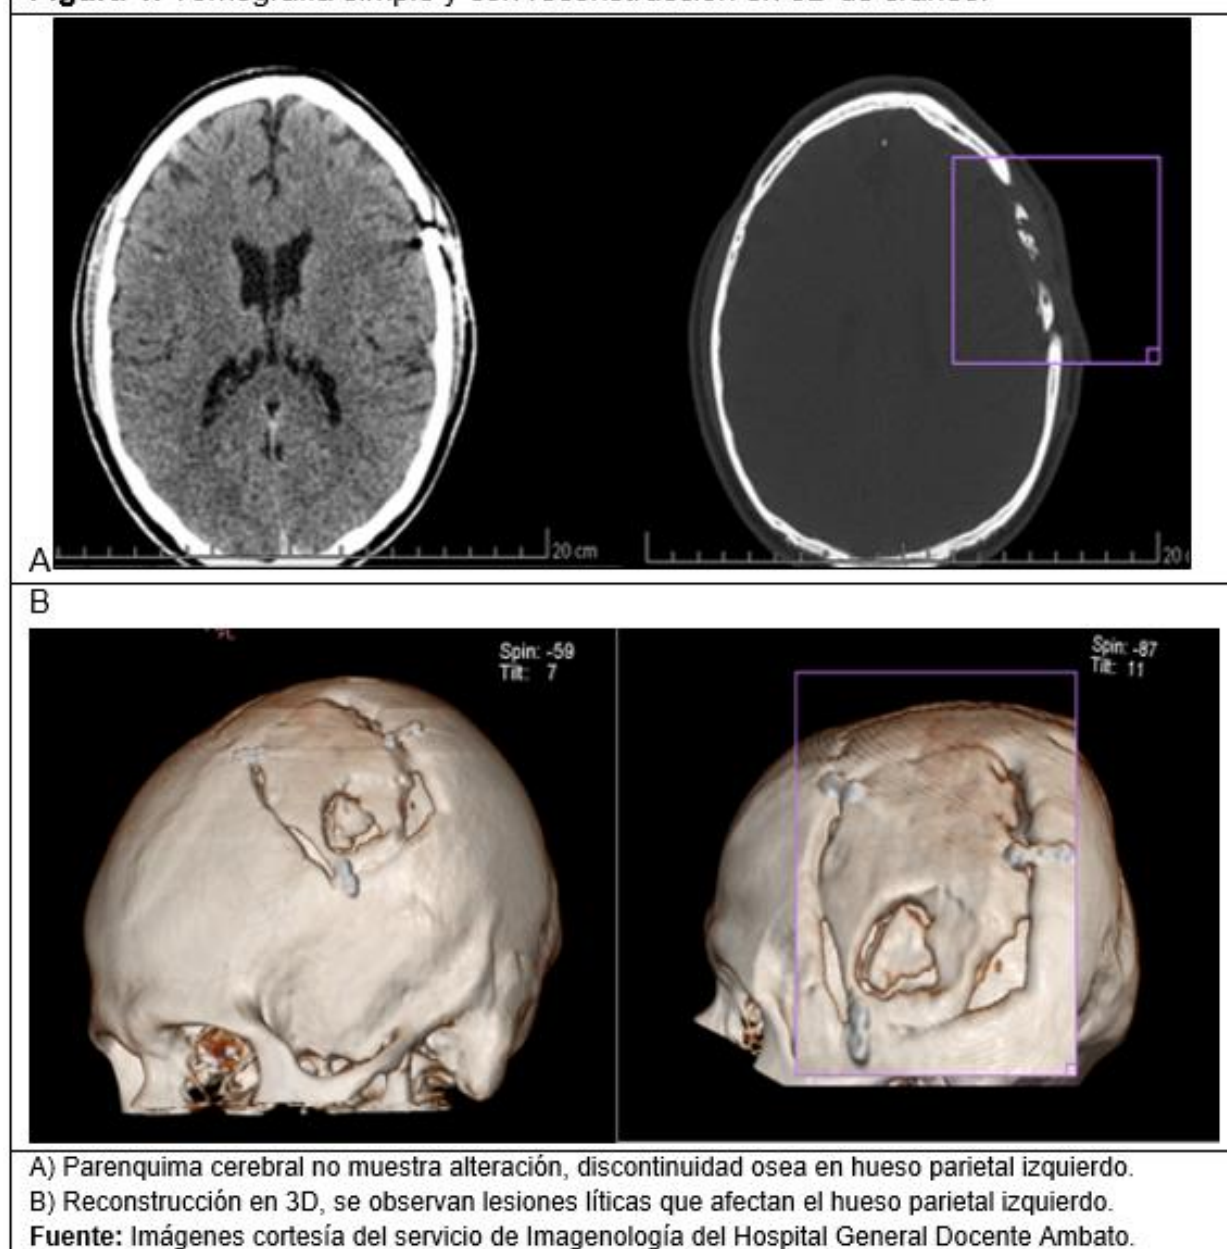 A
20 cm
20
B
Spin: -59
Tilt: 7
Spin: -87
Tilt: 11
A) Parenquima cerebral no muestra alteración, discontinuidad osea en hueso parietal izquierdo.
B) Reconstrucción en 3D, se observan lesiones líticas que afectan el hueso parietal izquierdo.
Fuente: Imágenes cortesía del servicio de Imagenología del Hospital General Docente Ambato.